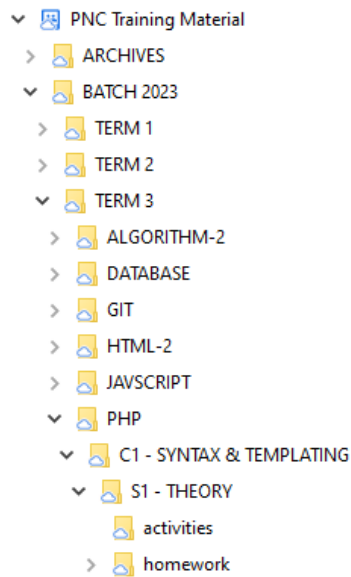 PNC Training Material
ARCHIVES
BATCH 2023
TERM 1
TERM 2
TERM 3
ALGORITHM-2
DATABASE
GIT
HTML-2
JAVSCRIPT
PHP
C1 - SYNTAX & TEMPLATING
S1 - THEORY
activities
homework